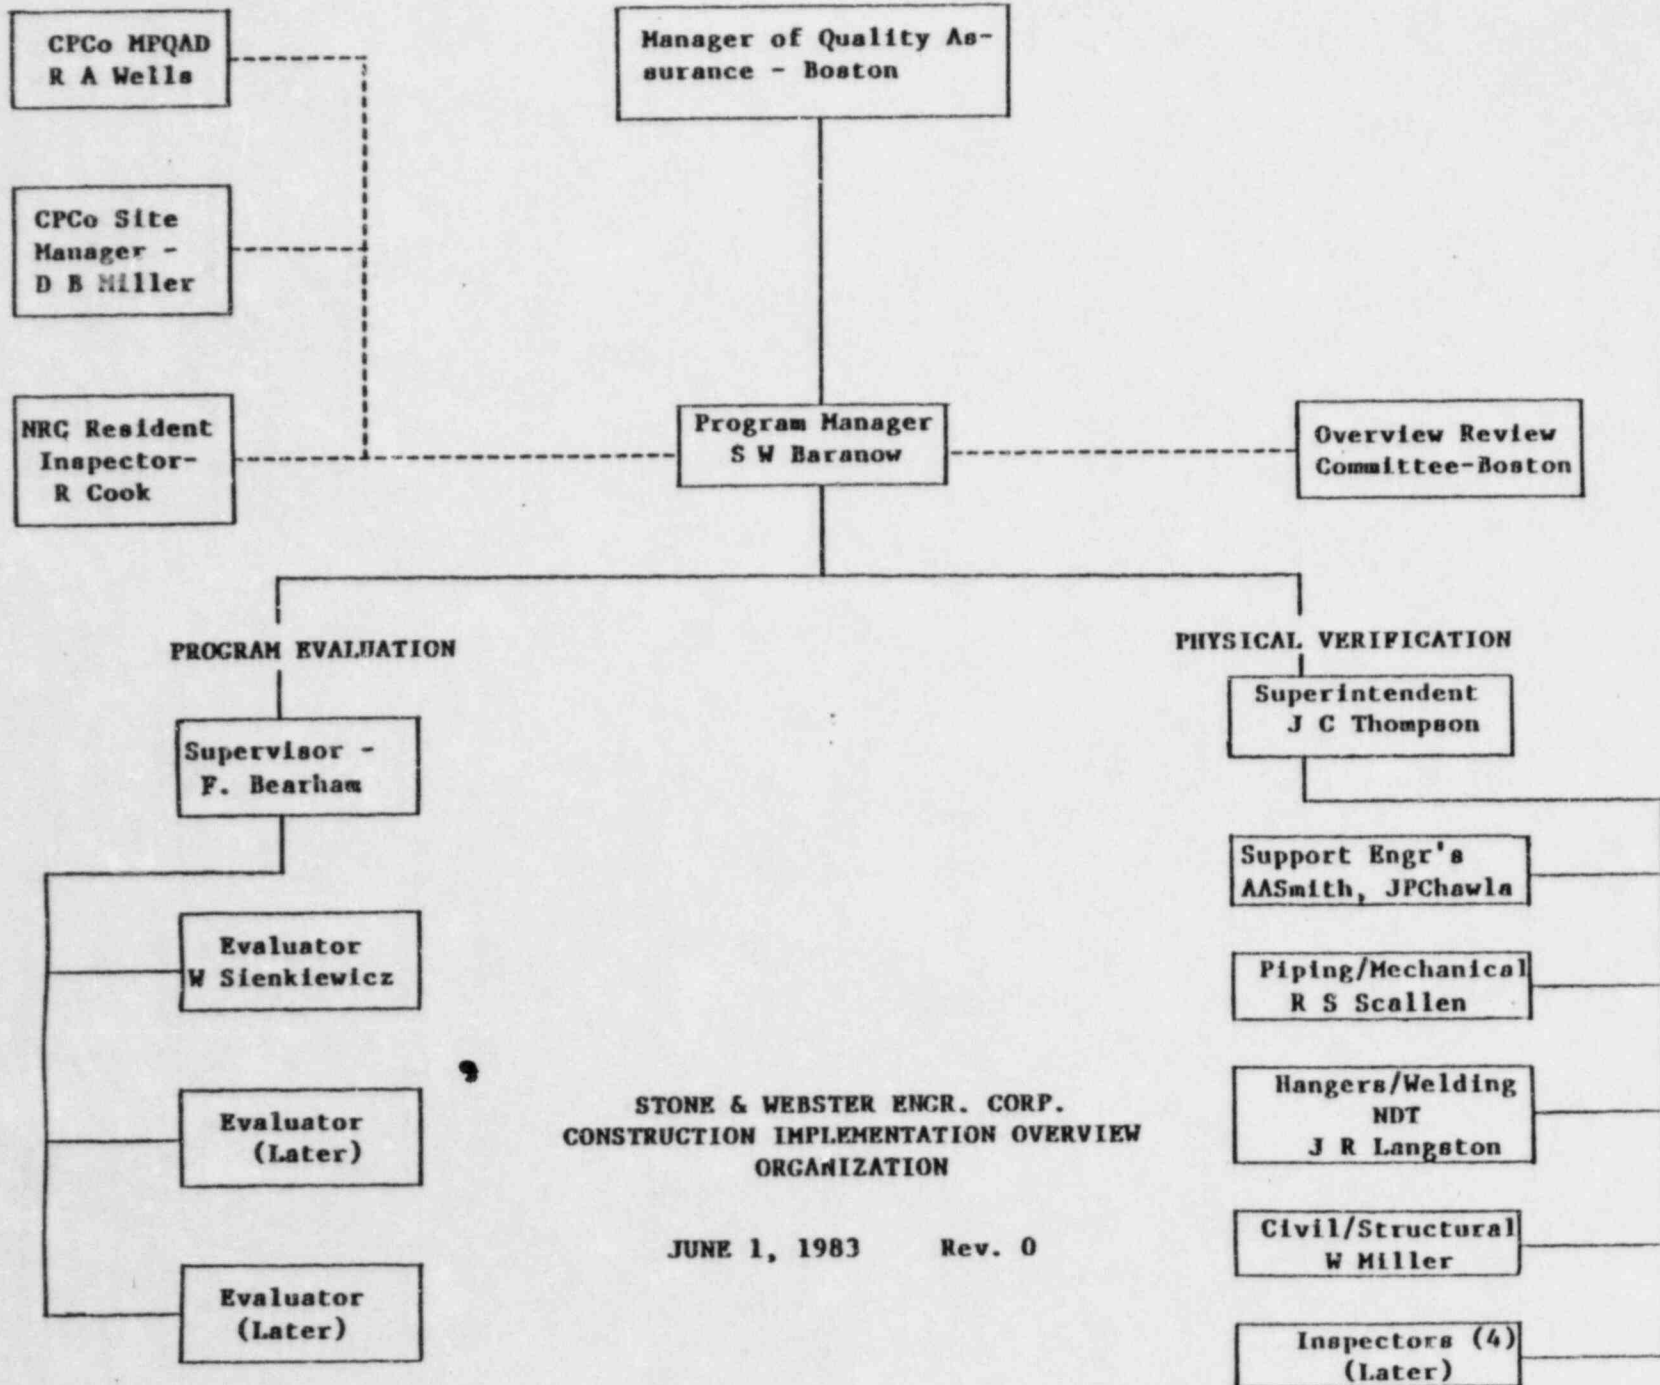 CPCo MPQAD
R A Wells
Manager of Quality As-
surance - Boston
CPCo Site
Manager -
D B Miller
NRC Resident
Inspector-
R Cook
Program Manager
S W Baranow
Overview Review
Committee-Boston
PROGRAM EVALUATION
PHYSICAL VERIFICATION
Supervisor -
F. Bearham
Superintendent
J C Thompson
Support Engr's
AASmith, JPChawla
Evaluator
W Sienkiewicz
Piping/Mechanical
R S Scallen
Evaluator
(Later)
Hangers/Welding
NDT
J R Langston
STONE & WEBSTER ENGR. CORP.
CONSTRUCTION IMPLEMENTATION OVERVIEW
ORGANIZATION
JUNE 1, 1983 Rev. 0
Civil/Structural
W Miller
Evaluator
(Later)
Inspectors (4)
(Later)